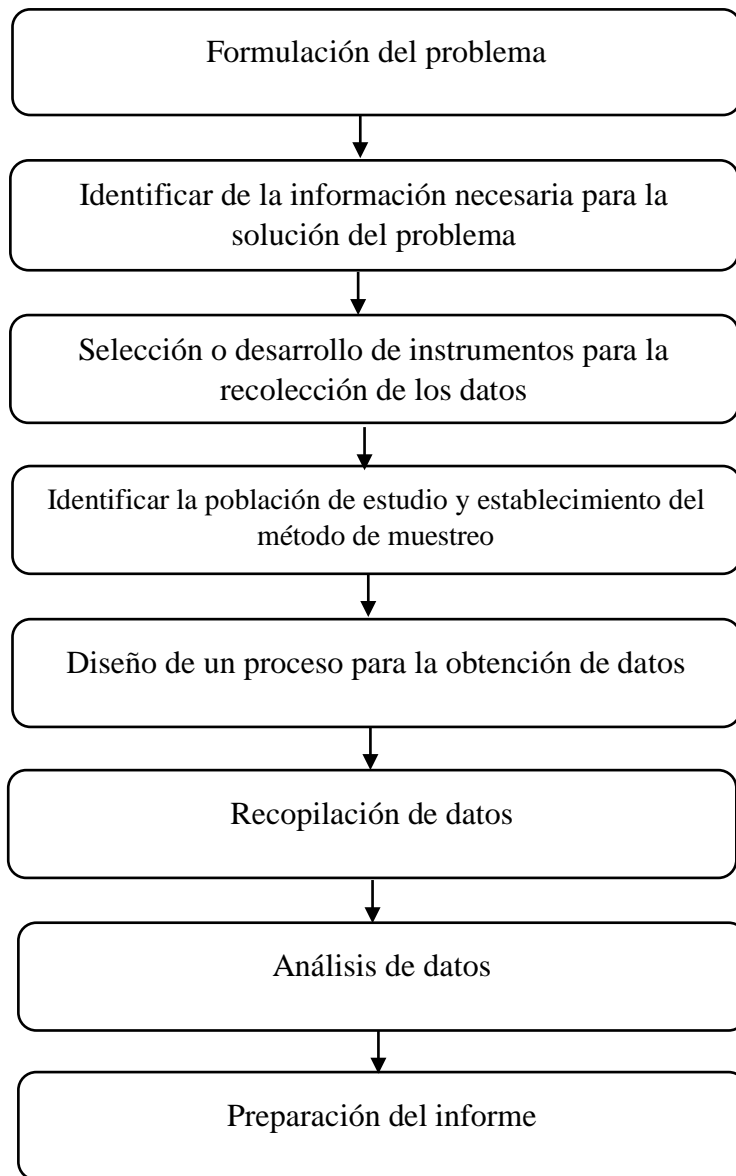 Formulación del problema
Identificar de la información necesaria para la
solución del problema
Selección o desarrollo de instrumentos para la
recolección de los datos
Identificar la población de estudio y establecimiento del
método de muestreo
Diseño de un proceso para la obtención de datos
Recopilación de datos
Análisis de datos
Preparación del informe